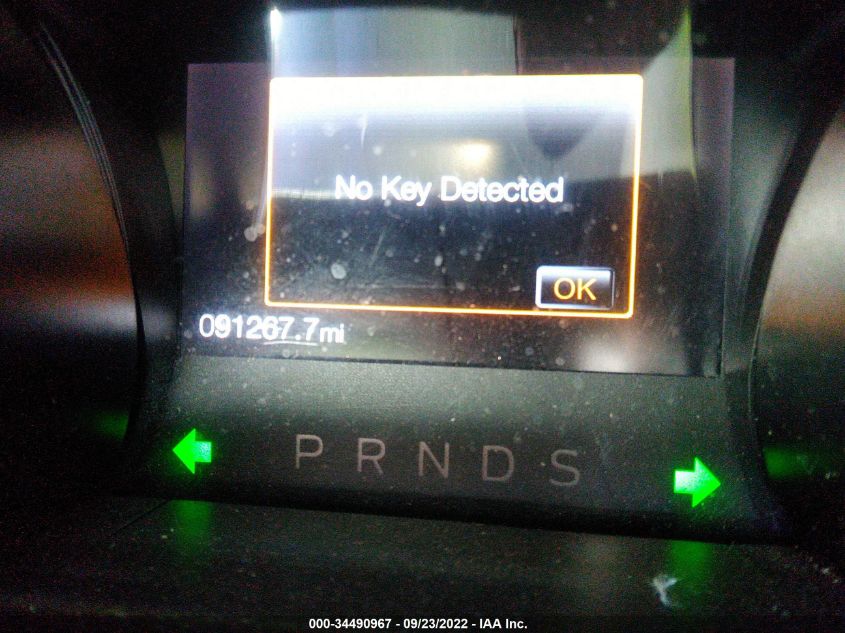 No Key Detected
OK
091267.7mi
P R N D S
000-34490967 - 09/23/2022 - IAA Inc.